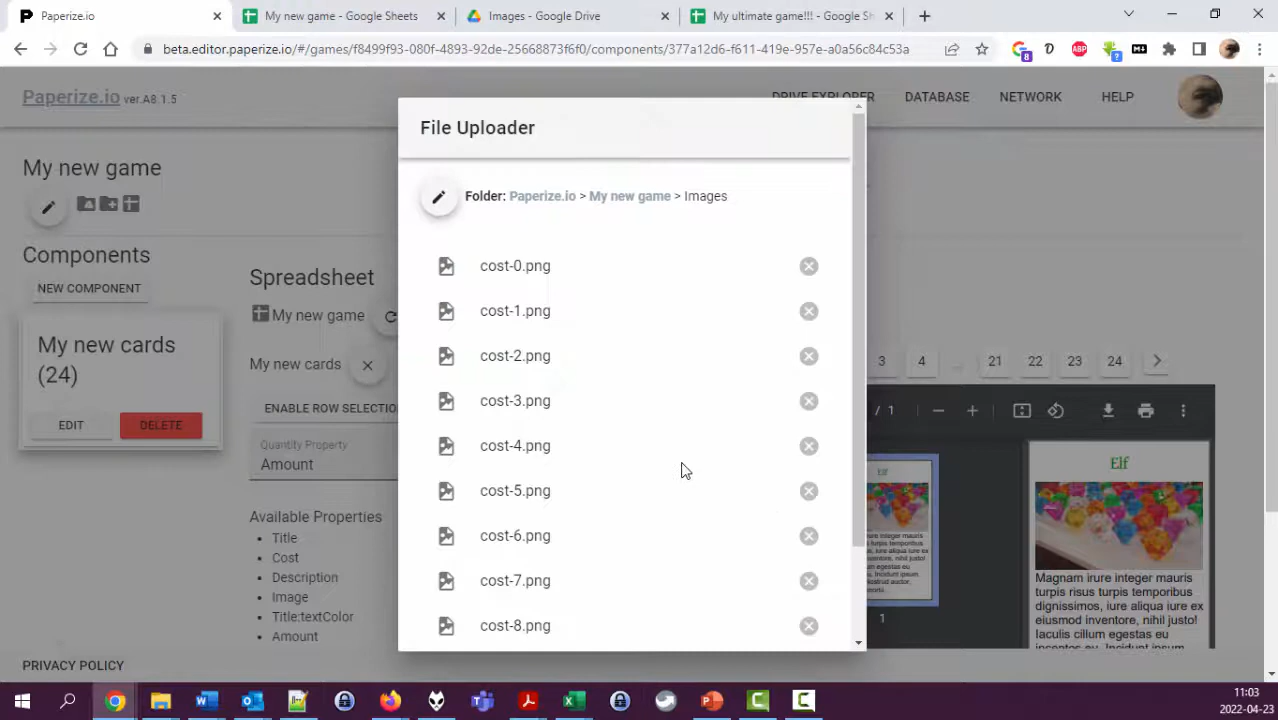 Paperize.io
My new game - Google Sheets
Images - Google Drive
My ultimate game!!! - Google Sh
beta.editor.paperize.io/#/games/f8499f93-080f-4893-92de-25668873f6f0/components/377a12d6-f611-419e-957e-a0a56c84c53a
Paperize.io ver.A8.1.5
DRIVE EXPLORER
DATABASE
NETWORK
HELP
My new game
Components
NEW COMPONENT
My new cards
(24)
EDIT
DELETE
Spreadsheet
My new game
My new cards
ENABLE ROW SELECTIO
Quantity Property
Amount
Available Properties
• Title
• Cost
• Description
• Image
• Title:textColor
• Amount
File Uploader
Folder: Paperize.io > My new game > Images
cost-0.png
cost-1.png
cost-2.png
cost-3.png
cost-4.png
cost-5.png
cost-6.png
cost-7.png
cost-8.png
3 4 ... 21 22 23 24
/ 1
Elf
1
Elf
Magnam irure integer mauris
turpis risus turpis temporibus
dignissimos, iure aliqua iure ex
eiusmod inventore, nihil justo!
Iaculis cillum egestas eu
PRIVACY POLICY
11:03
2022-04-23